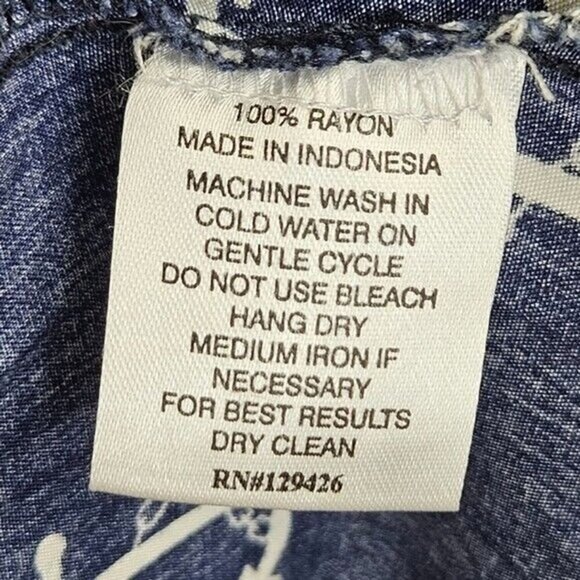 100% RAYON
MADE IN INDONESIA
MACHINE WASH IN
COLD WATER ON
GENTLE CYCLE
DO NOT USE BLEACH
HANG DRY
MEDIUM IRON IF
NECESSARY
FOR BEST RESULTS
DRY CLEAN
RN#129426